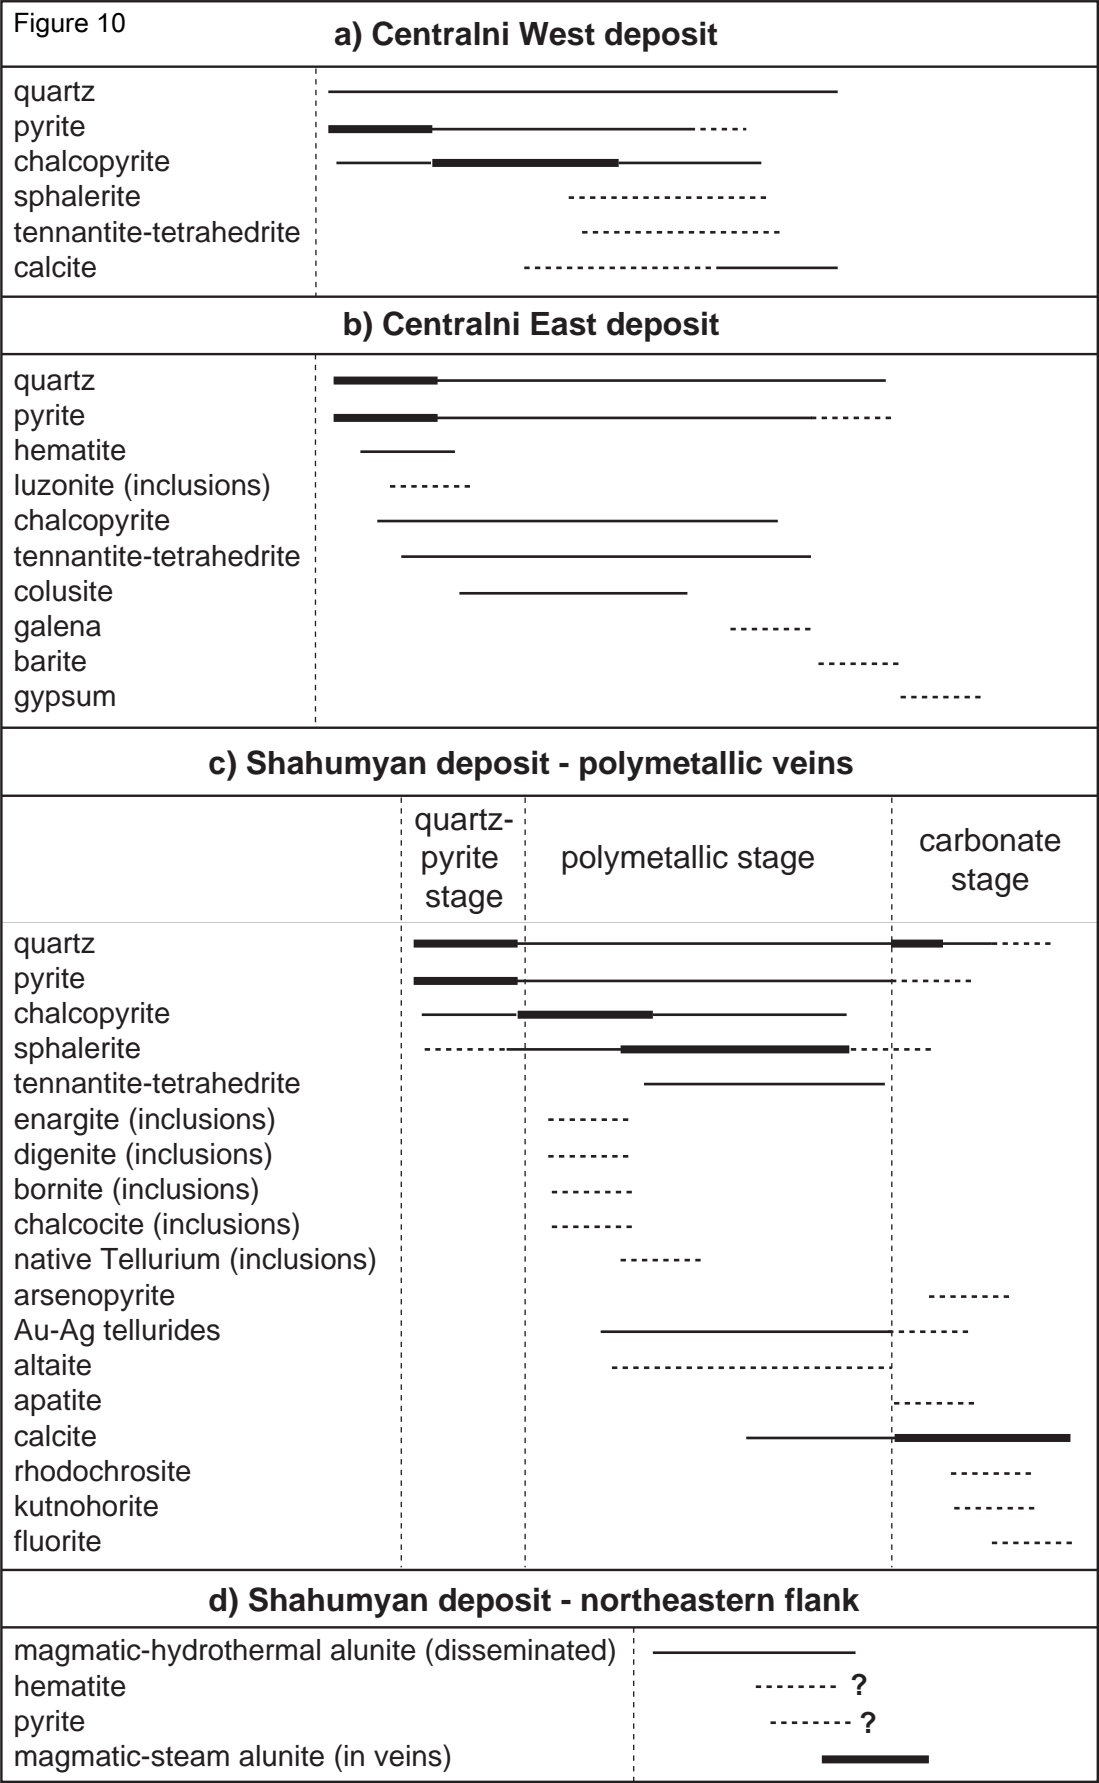 Figure 10
a) Centralni West deposit
quartz
pyrite
chalcopyrite
sphalerite
tennantite-tetrahedrite
calcite
b) Centralni East deposit
quartz
pyrite
hematite
luzonite (inclusions)
chalcopyrite
tennantite-tetrahedrite
colusite
galena
barite
gypsum
c) Shahumyan deposit - polymetallic veins
quartz-
pyrite
stage
polymetallic stage
carbonate
stage
quartz
pyrite
chalcopyrite
sphalerite
tennantite-tetrahedrite
enargite (inclusions)
digenite (inclusions)
bornite (inclusions)
chalcocite (inclusions)
native Tellurium (inclusions)
arsenopyrite
Au-Ag tellurides
altaite
apatite
calcite
rhodochrosite
kutnohorite
fluorite
d) Shahumyan deposit - northeastern flank
magmatic-hydrothermal alunite (disseminated)
hematite ?
pyrite ?
magmatic-steam alunite (in veins)